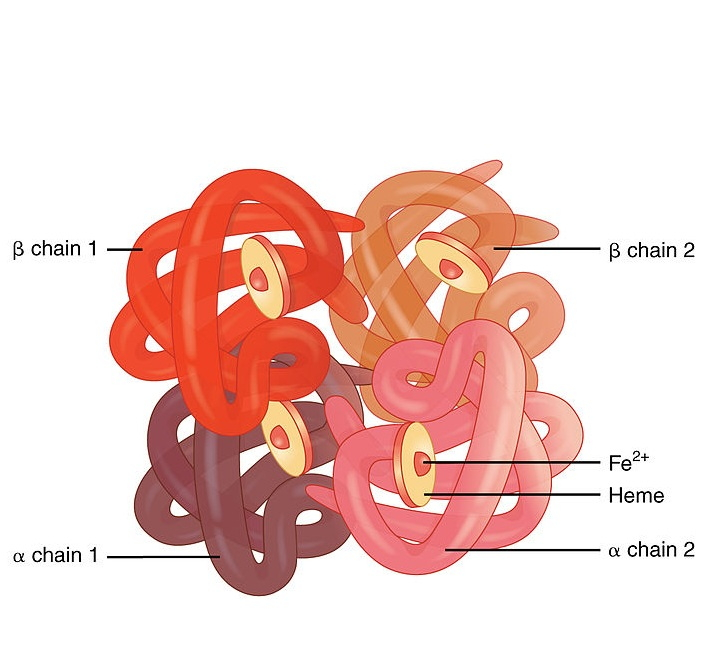 β chain 1
β chain 2
Fe²⁺
Heme
α chain 1
α chain 2